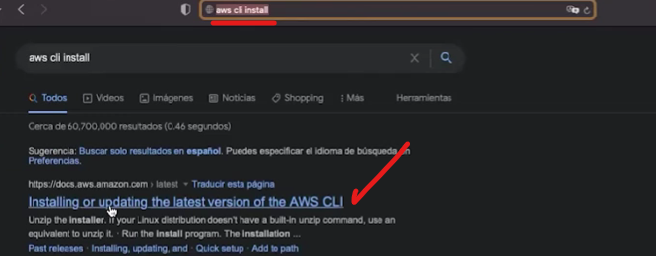 aws cli install
aws cli install
Todos Videos Imágenes Noticias Shopping Más Herramientas
Cerca de 60,700,000 resultados (0.46 segundos)
Sugerencia: Buscar solo resultados en español. Puedes especificar el idioma de búsqueda en
Preferencias.
https://docs.aws.amazon.com › latest Traducir esta página
Installing or updating the latest version of the AWS CLI
Unzip the installer. If your Linux distribution doesn't have a built-in unzip command, use an
equivalent to unzip it. · Run the install program. The installation ...
Past releases · Installing, updating, and · Quick setup · Add to path